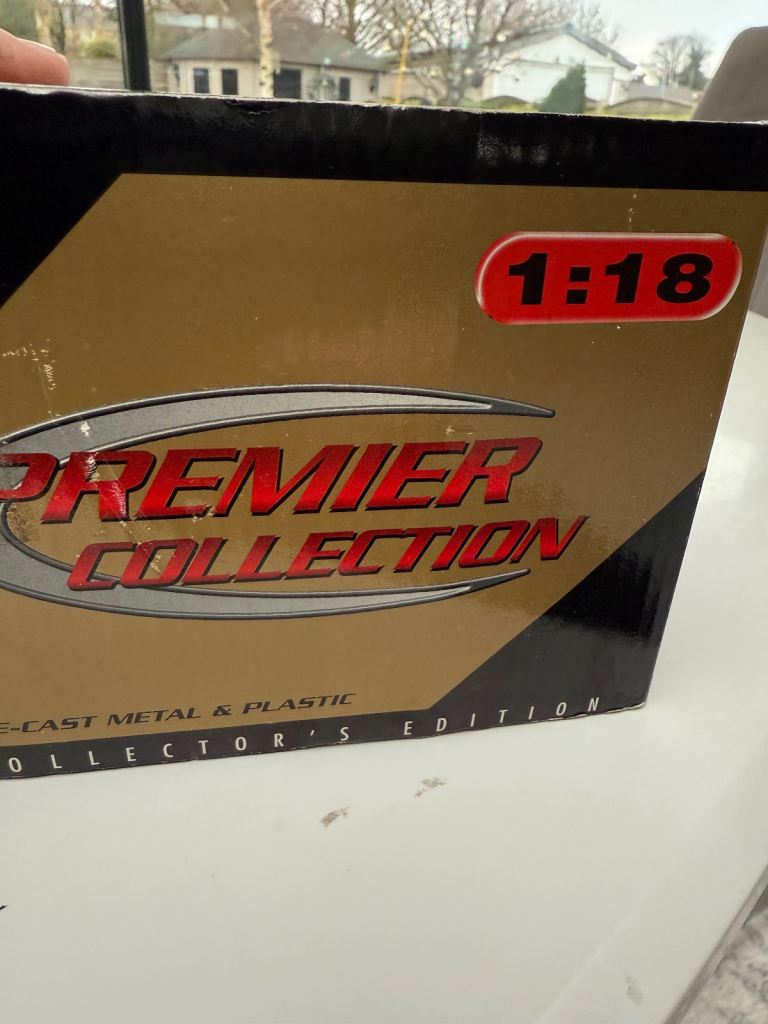 1:18
PREMIER
COLLECTION
E-CAST METAL & PLASTIC
OLLECTOR'S EDITION